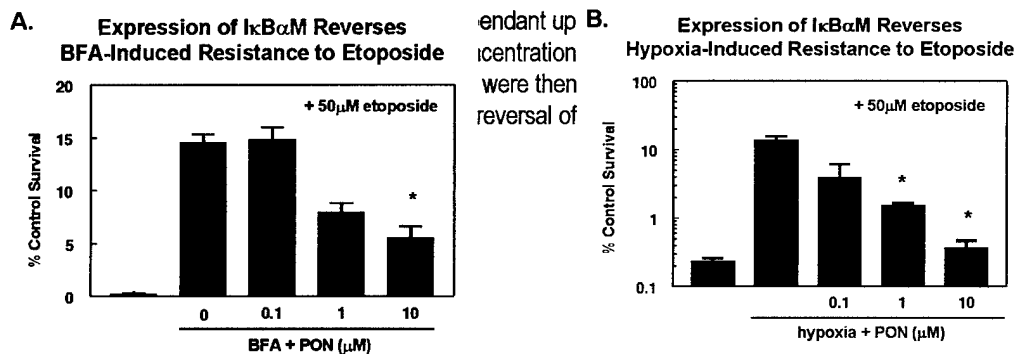 A.
Expression of IκBαM Reverses
BFA-Induced Resistance to Etoposide
+ 50μM etoposide
% Control Survival
20
15
10
5
0
*
0 0.1 1 10
BFA + PON (μM)
endant up
centration
were then
reversal of
B.
Expression of IκBαM Reverses
Hypoxia-Induced Resistance to Etoposide
+ 50μM etoposide
% Control Survival
100
10
1
0.1
*
*
0.1 1 10
hypoxia + PON (μM)